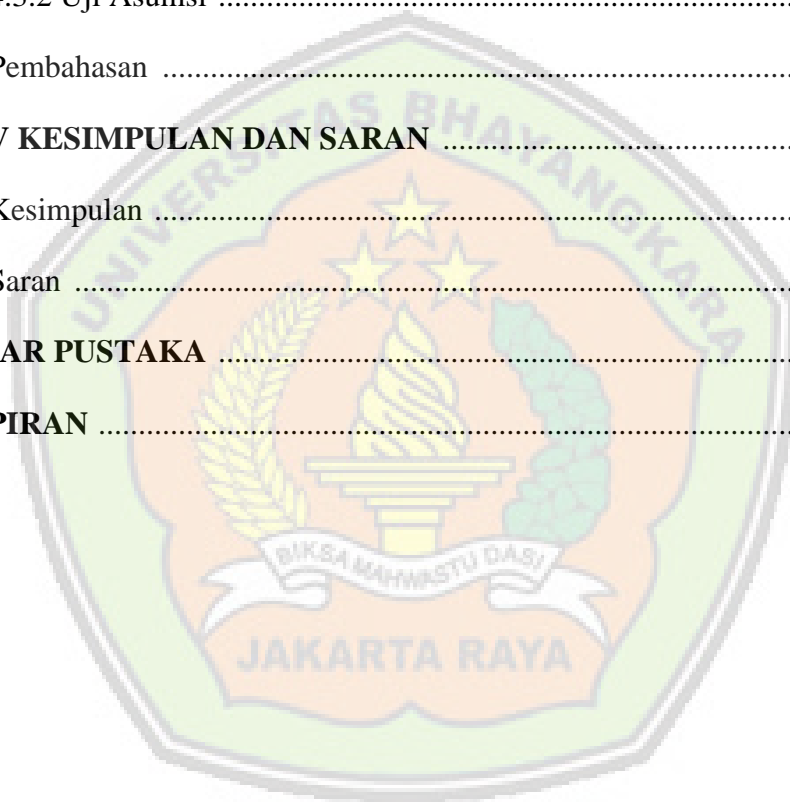 4.3.2 Uji Asumsi ........................................................................
Pembahasan ................................................................................
V KESIMPULAN DAN SARAN ............................................
Kesimpulan ................................................................................
Saran ..........................................................................................
AR PUSTAKA ........................................................................
PIRAN ......................................................................................
UNIVERSITAS BHAYANGKARA
BIKSA MAHWASTU DASI
JAKARTA RAYA